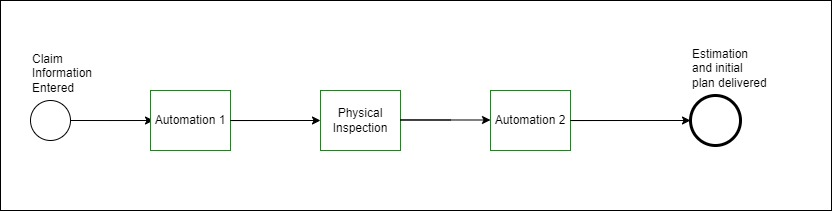 Claim
Information
Entered
Automation 1
Physical
Inspection
Automation 2
Estimation
and initial
plan delivered